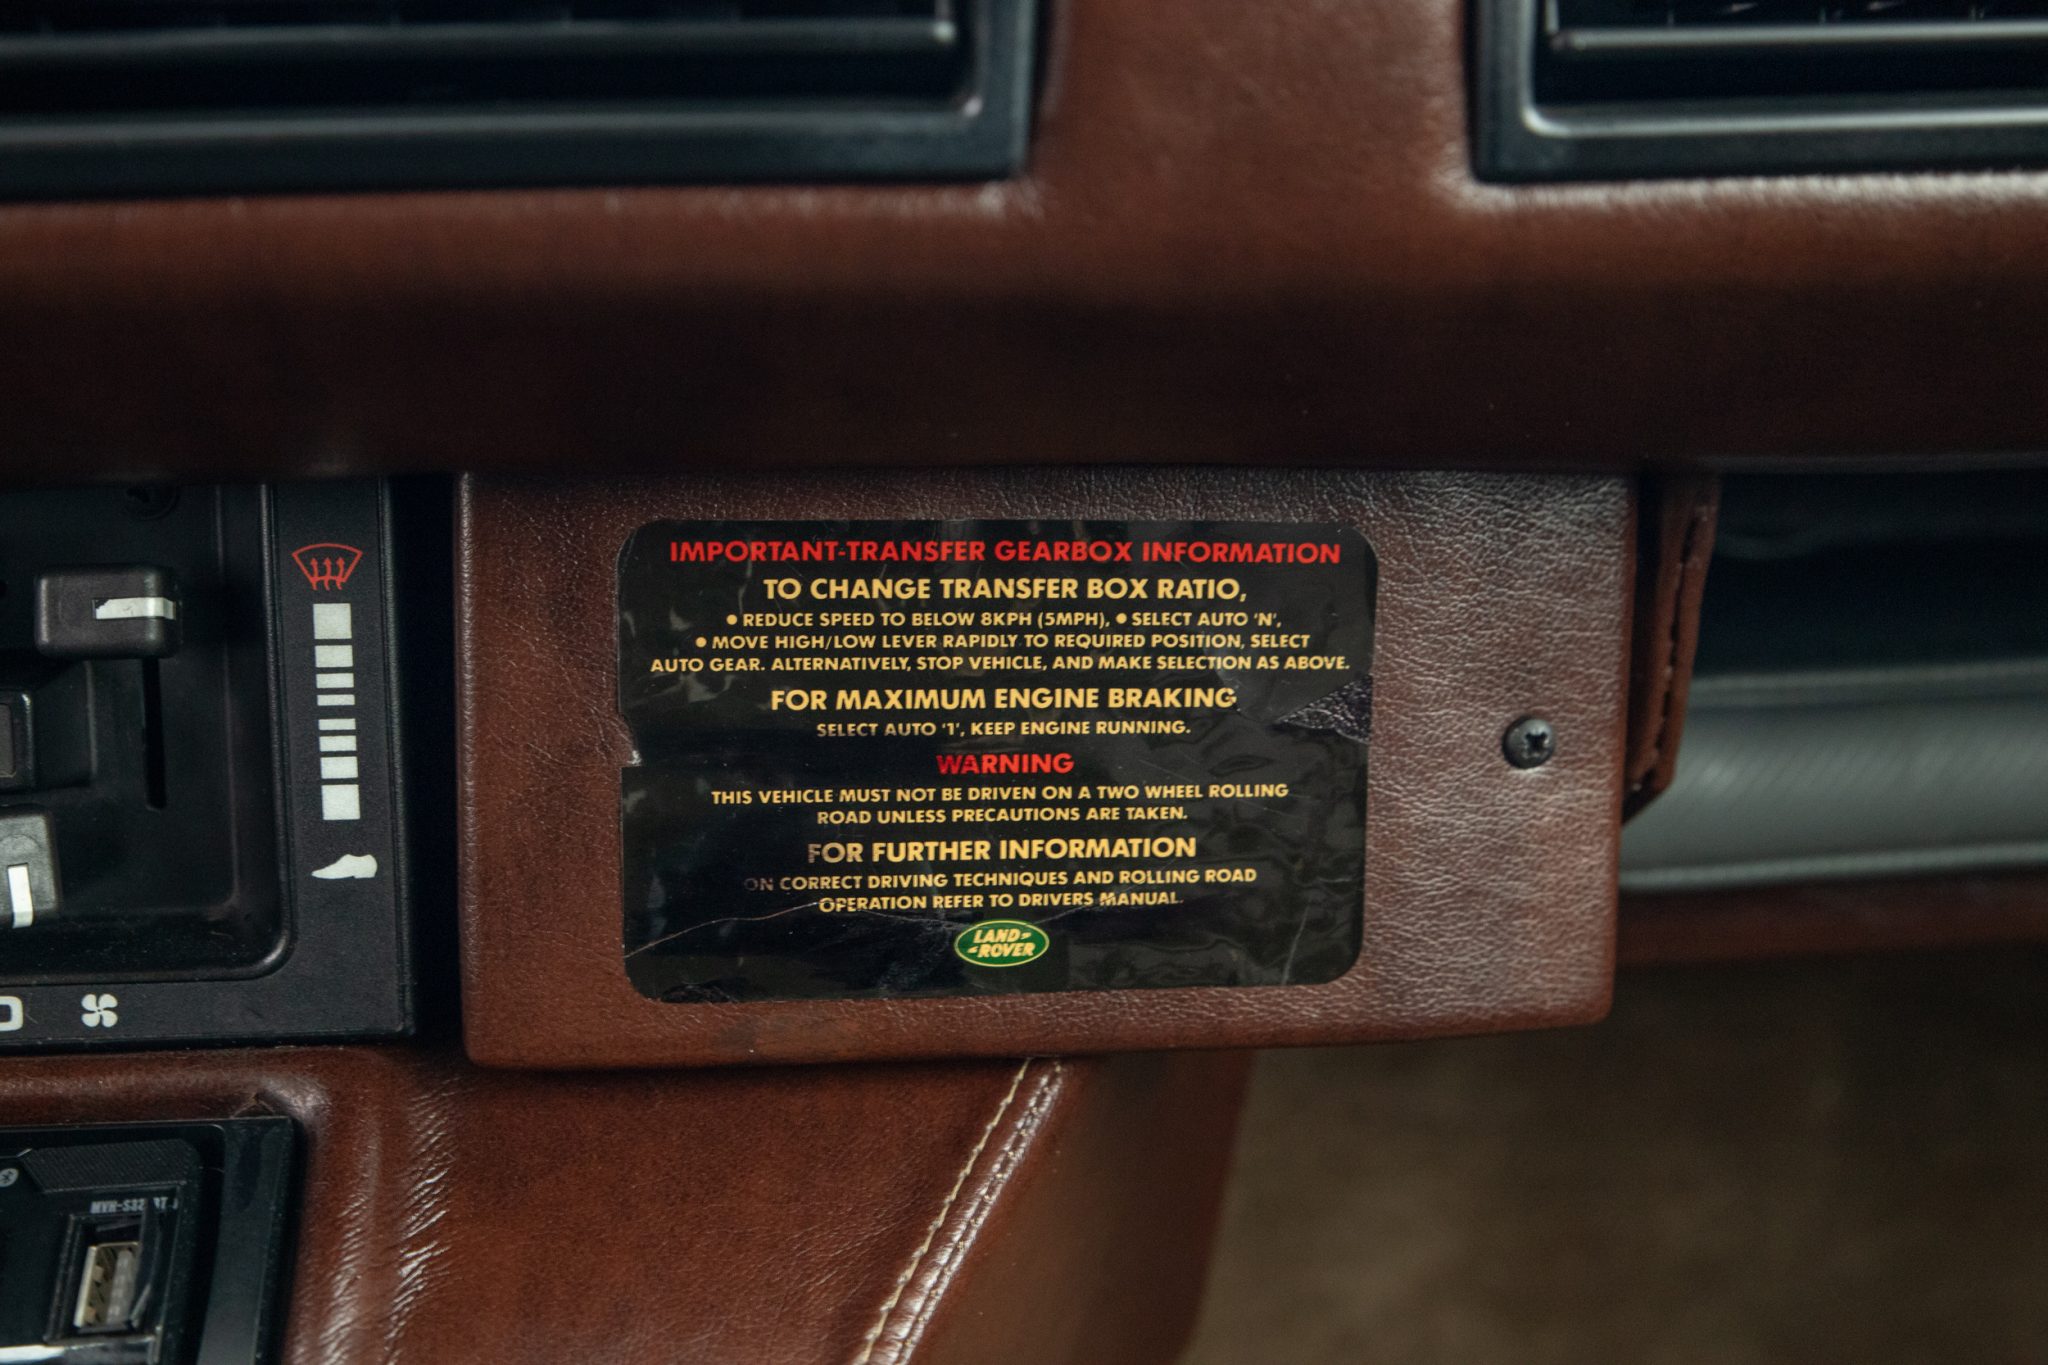 IMPORTANT-TRANSFER GEARBOX INFORMATION
TO CHANGE TRANSFER BOX RATIO,
• REDUCE SPEED TO BELOW 8KPH (5MPH), • SELECT AUTO 'N',
• MOVE HIGH/LOW LEVER RAPIDLY TO REQUIRED POSITION, SELECT
AUTO GEAR. ALTERNATIVELY, STOP VEHICLE, AND MAKE SELECTION AS ABOVE.
FOR MAXIMUM ENGINE BRAKING
SELECT AUTO '1', KEEP ENGINE RUNNING.
WARNING
THIS VEHICLE MUST NOT BE DRIVEN ON A TWO WHEEL ROLLING
ROAD UNLESS PRECAUTIONS ARE TAKEN.
FOR FURTHER INFORMATION
ON CORRECT DRIVING TECHNIQUES AND ROLLING ROAD
OPERATION REFER TO DRIVERS MANUAL.
LAND-
-ROVER